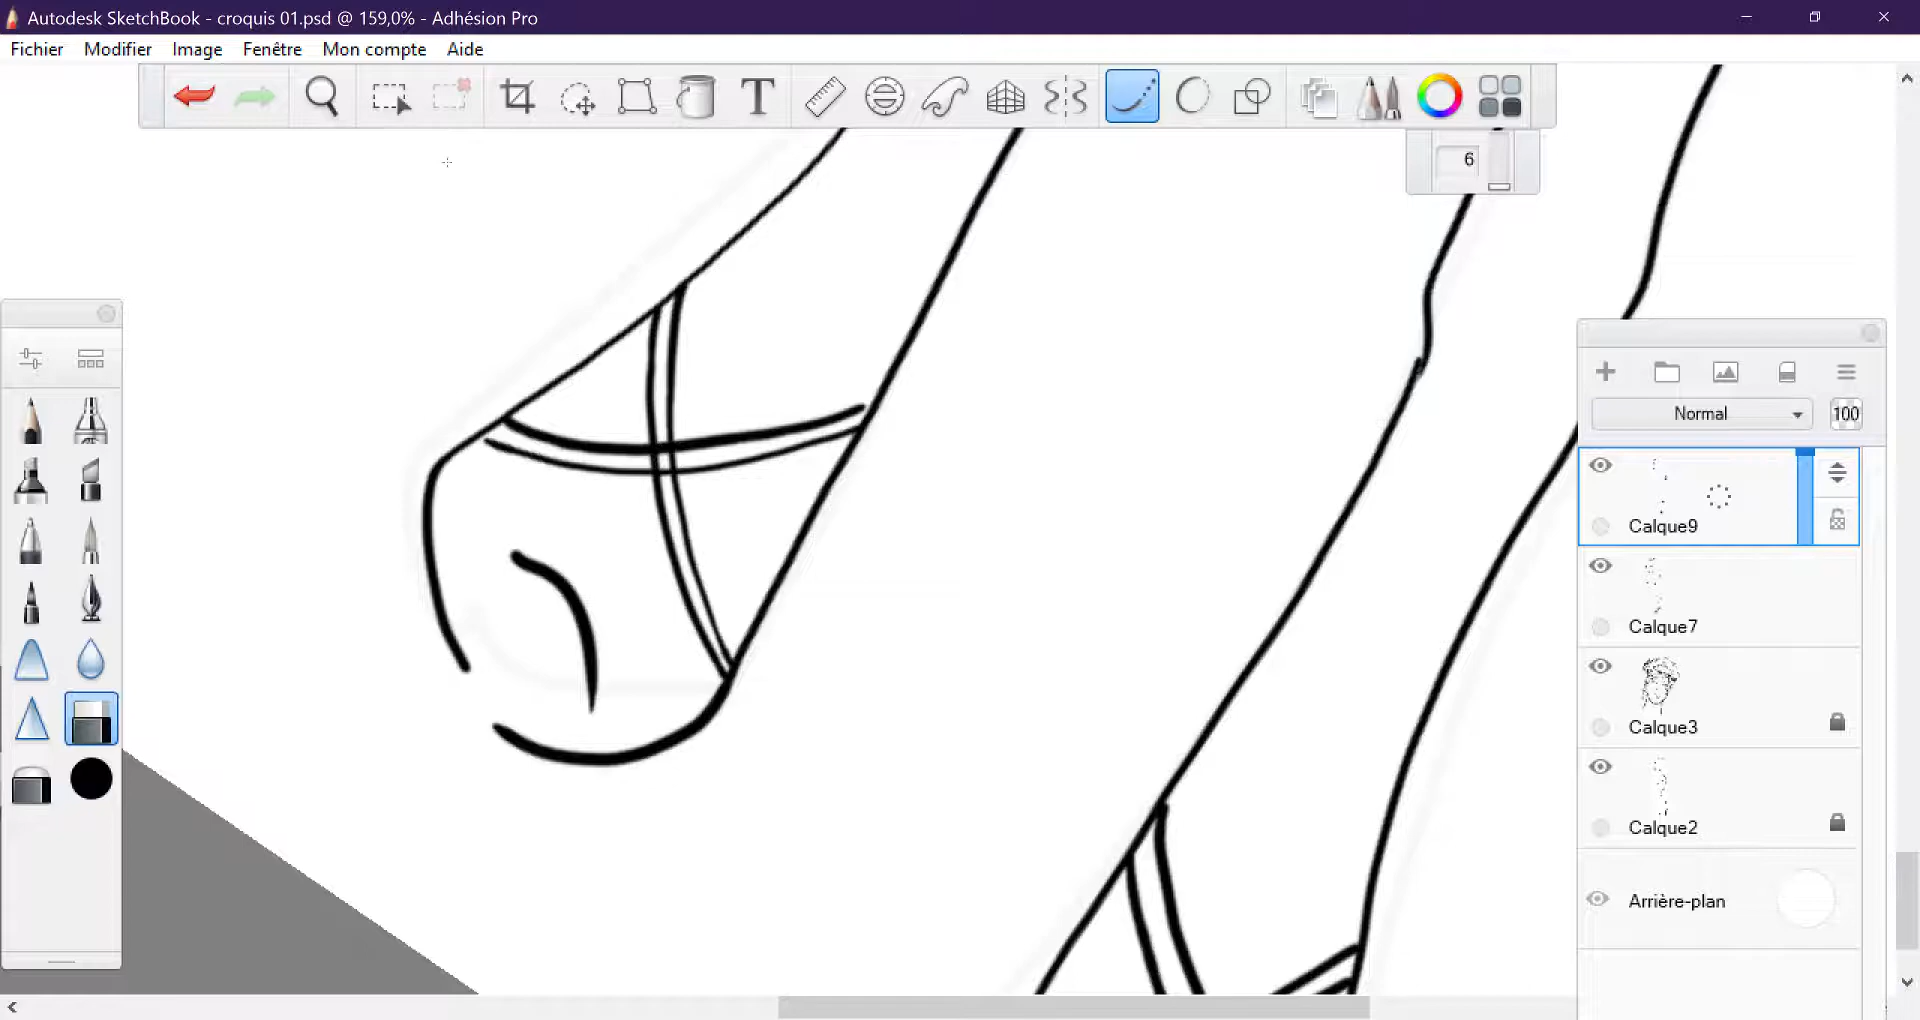 Autodesk SketchBook - croquis 01.psd @ 159,0% - Adhésion Pro
Fichier Modifier Image Fenêtre Mon compte Aide
T
6
Normal 100
Calque9
Calque7
Calque3
Calque2
Arrière-plan